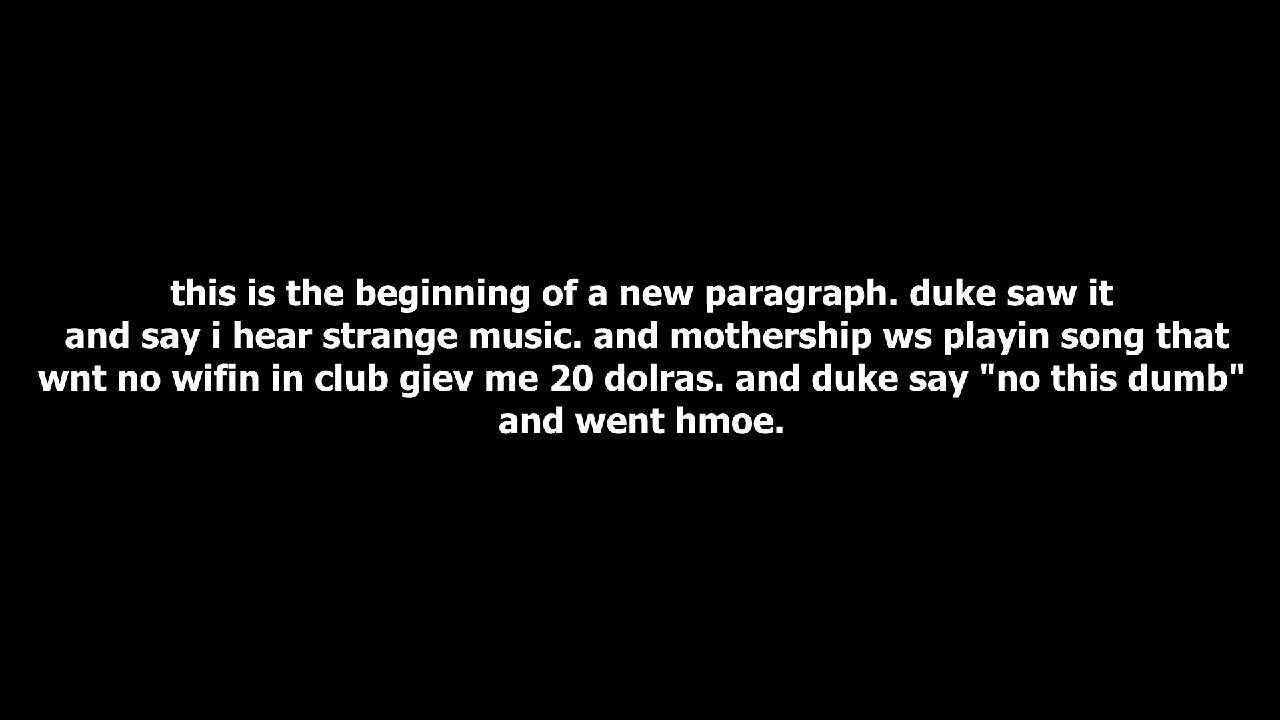 this is the beginning of a new paragraph. duke saw it
and say i hear strange music. and mothership ws playin song that
wnt no wifin in club giev me 20 dolras. and duke say "no this dumb"
and went hmoe.